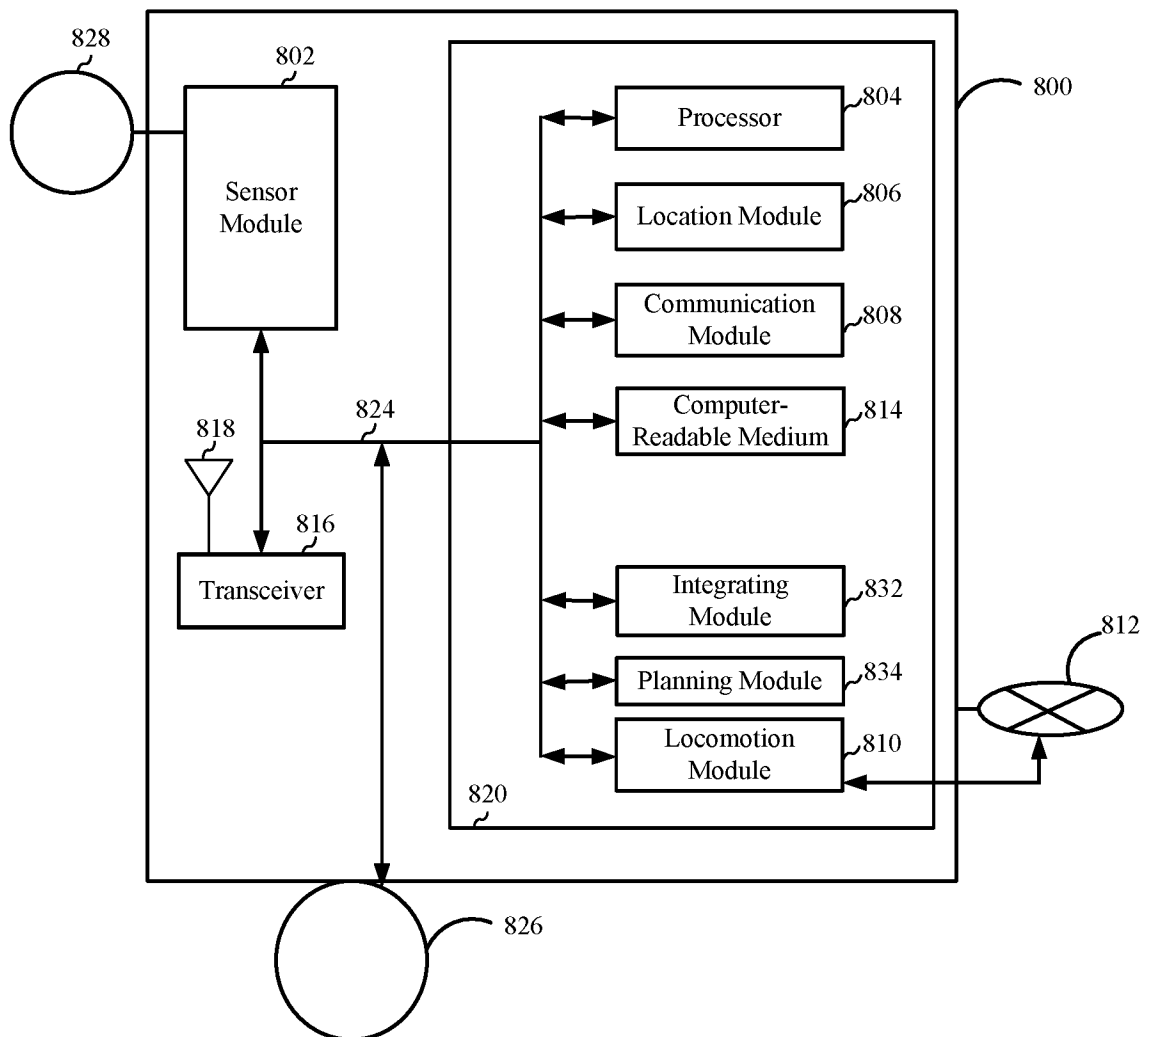 828
802
Sensor
Module
800
Processor
804
Location Module
806
Communication
Module
808
Computer-
Readable Medium
814
824
818
816
Transceiver
Integrating
Module
832
812
Planning Module
834
Locomotion
Module
810
820
826